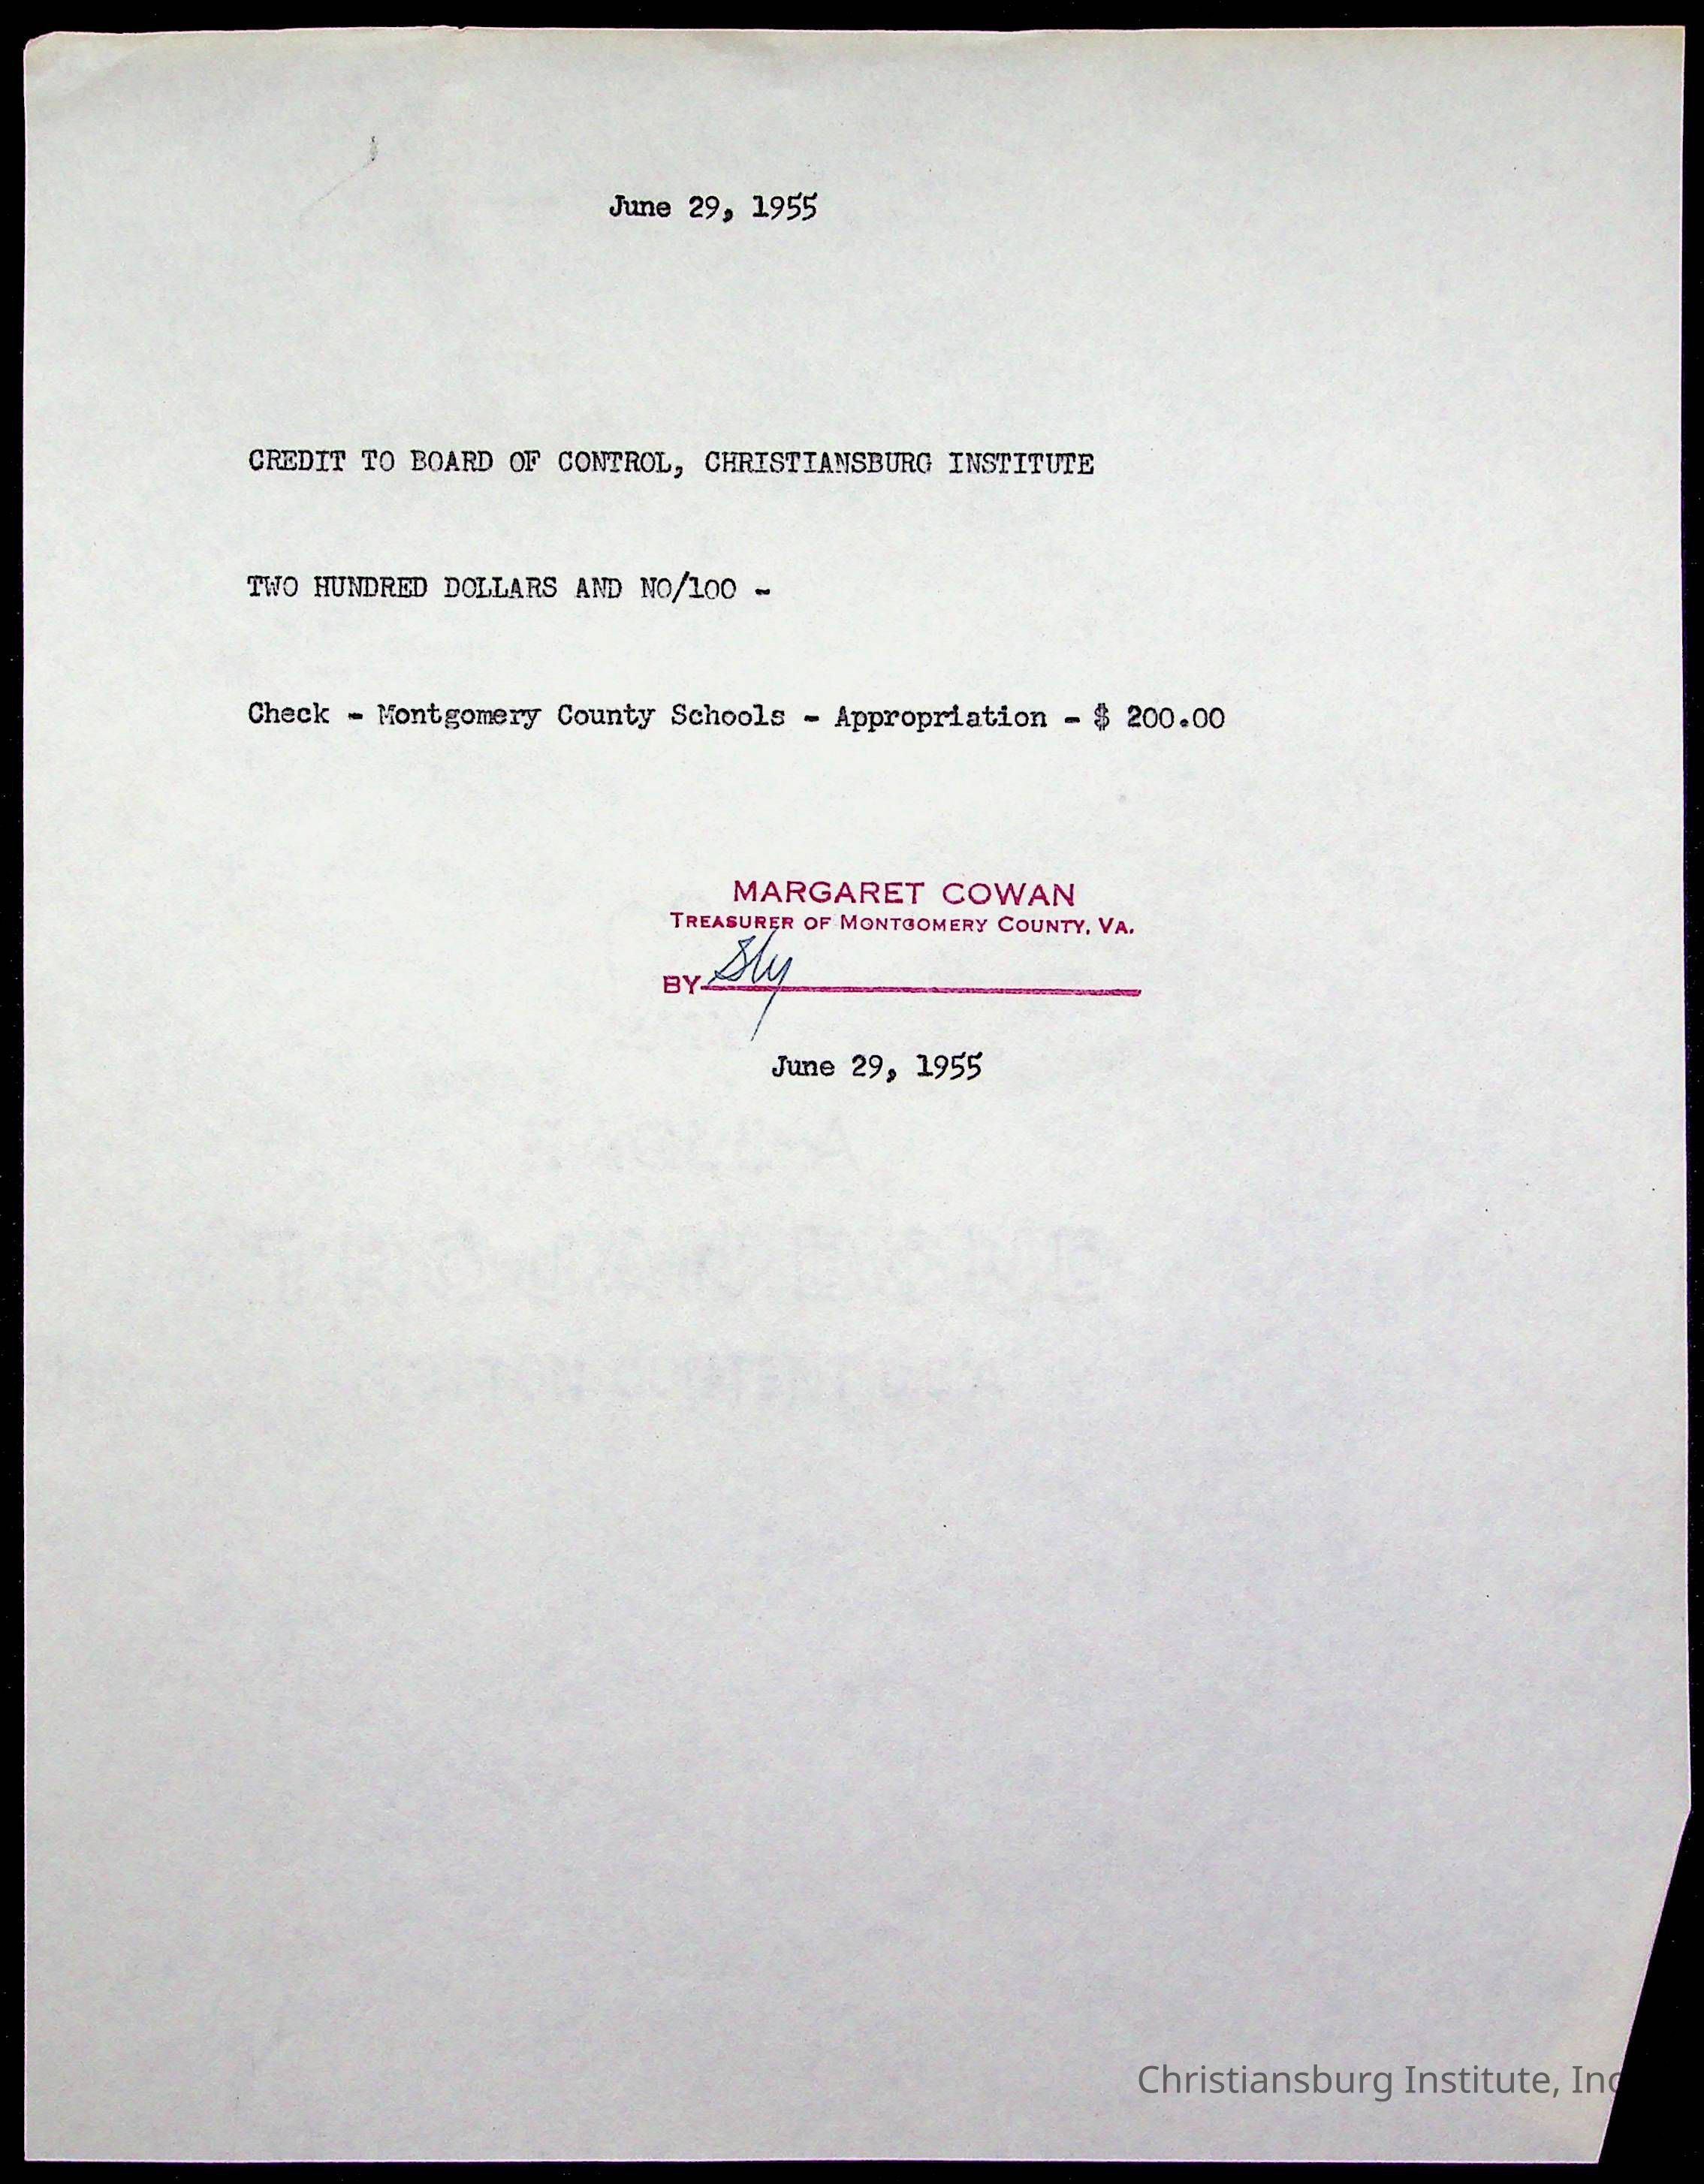 June 29, 1955
CREDIT TO BOARD OF CONTROL, CHRISTIANSBURG INSTITUTE
TWO HUNDRED DOLLARS AND NO/100 -
Check - Montgomery County Schools - Appropriation - $ 200.00
MARGARET COWAN
TREASURER OF MONTGOMERY COUNTY, VA.
BY
June 29, 1955
Christiansburg Institute, Inc